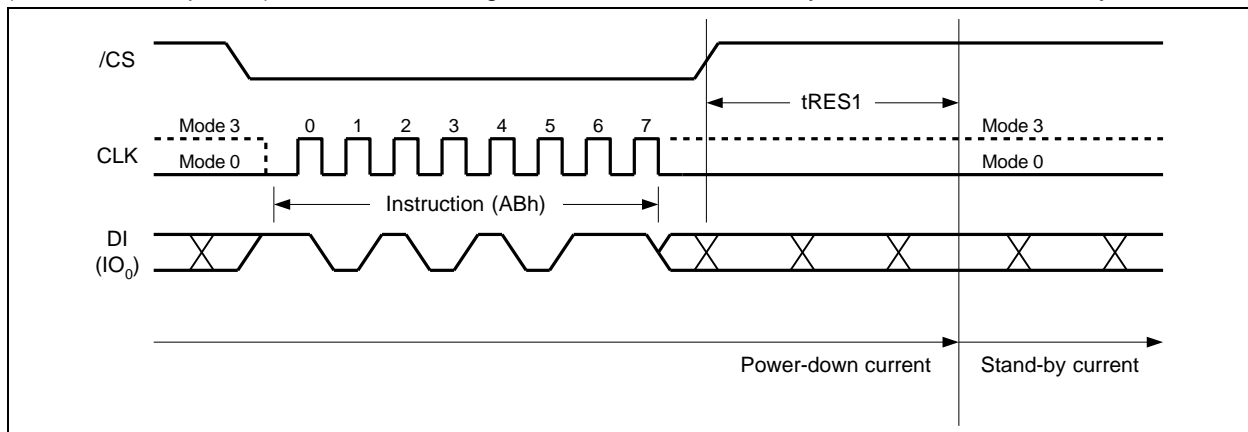 /CS
tRES1
Mode 3 0 1 2 3 4 5 6 7 Mode 3
CLK
Mode 0 Mode 0
Instruction (ABh)
DI
(IO0)
Power-down current Stand-by current